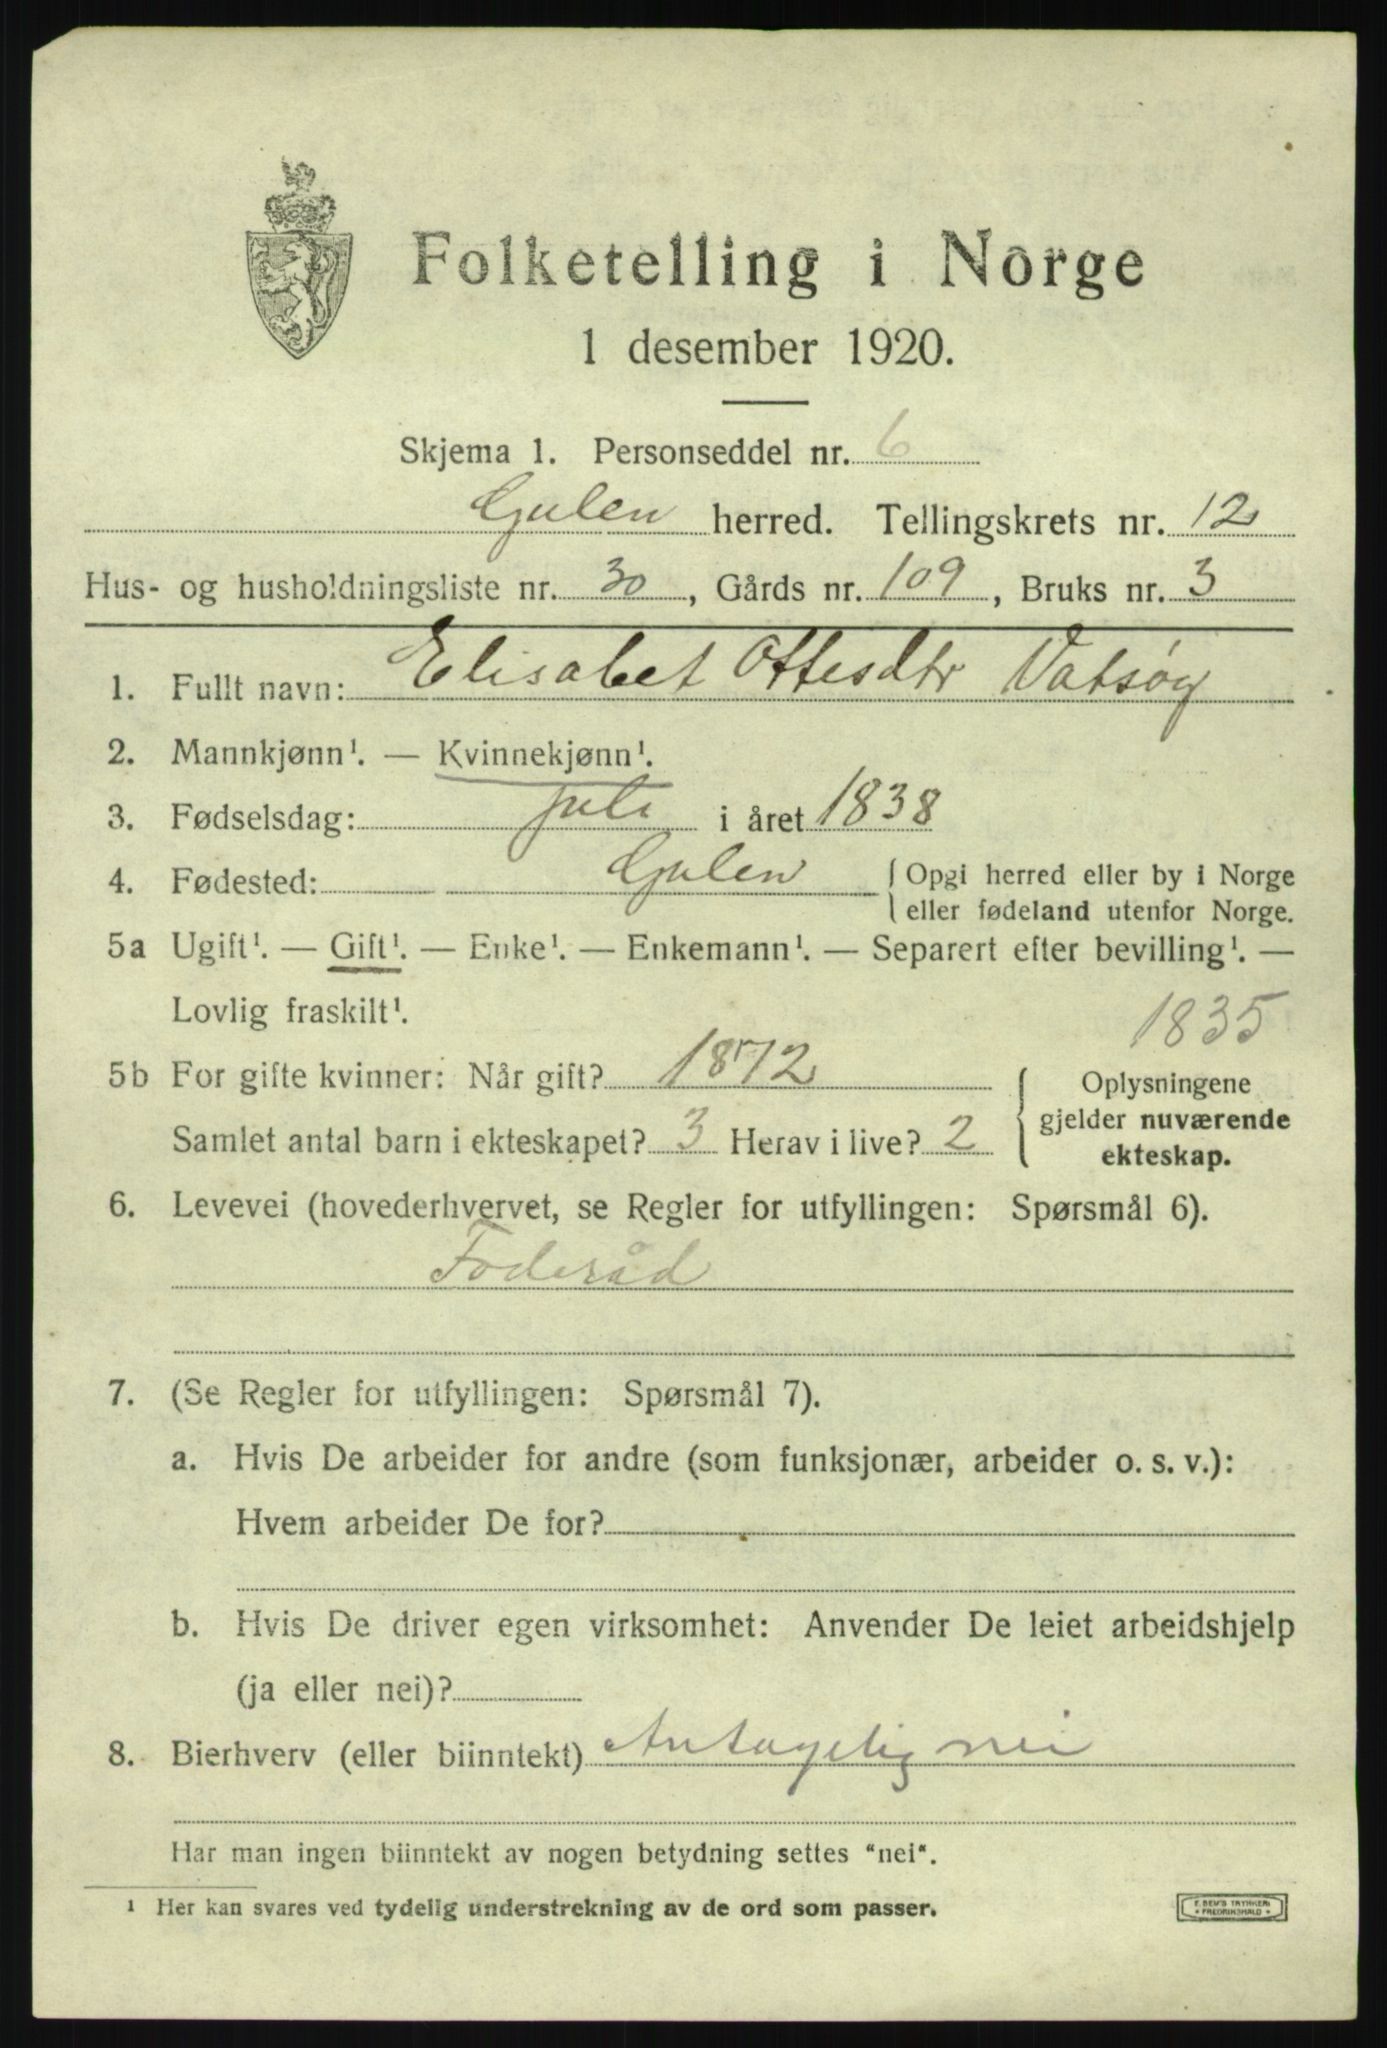 Folketelling i Norge
1 desember 1920.
Skjema 1. Personseddel nr. 6
Gulen herred. Tellingskrets nr. 12
Hus- og husholdningsliste nr. 30, Gårds nr. 109, Bruks nr. 3
1. Fullt navn: Elisabet Ottesdtr Vatsøy
2. Mannkjønn¹. — Kvinnekjønn¹.
3. Fødselsdag: juli i året 1838
4. Fødested: Gulen { Opgi herred eller by i Norge
eller fødeland utenfor Norge.
5a Ugift¹. — Gift¹. — Enke¹. — Enkemann¹. — Separert efter bevilling¹. —
Lovlig fraskilt¹.
1835
5b For gifte kvinner: Når gift? 1872
Samlet antal barn i ekteskapet? 3 Herav i live? 2
Oplysningene
gjelder nuværende
ekteskap.
6. Levevei (hovederhvervet, se Regler for utfyllingen: Spørsmål 6).
Foderåd
7. (Se Regler for utfyllingen: Spørsmål 7).
a. Hvis De arbeider for andre (som funksjonær, arbeider o. s. v.):
Hvem arbeider De for?
b. Hvis De driver egen virksomhet: Anvender De leiet arbeidshjelp
(ja eller nei)?
8. Bierhverv (eller biinntekt) Antagelig nei
Har man ingen biinntekt av nogen betydning settes "nei".
¹ Her kan svares ved tydelig understrekning av de ord som passer.
FREDRIKSHALD